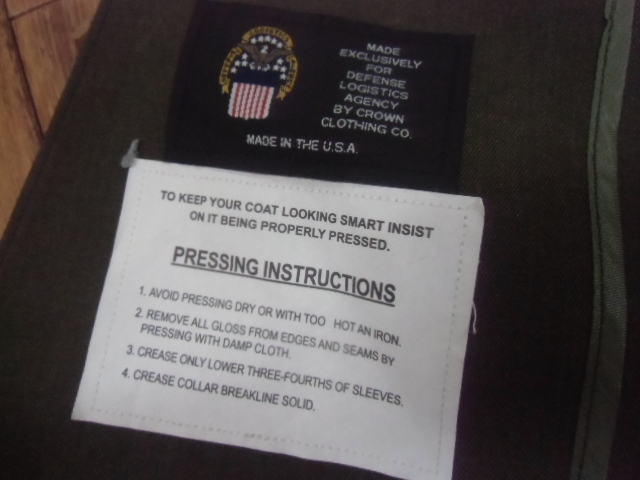 DEFENSE LOGISTICS AGENCY
MADE
EXCLUSIVELY
FOR
DEFENSE
LOGISTICS
AGENCY
BY CROWN
CLOTHING CO.
MADE IN THE U.S.A.
TO KEEP YOUR COAT LOOKING SMART INSIST
ON IT BEING PROPERLY PRESSED.
PRESSING INSTRUCTIONS
1. AVOID PRESSING DRY OR WITH TOO HOT AN IRON.
2. REMOVE ALL GLOSS FROM EDGES AND SEAMS BY
PRESSING WITH DAMP CLOTH.
3. CREASE ONLY LOWER THREE-FOURTHS OF SLEEVES.
4. CREASE COLLAR BREAKLINE SOLID.